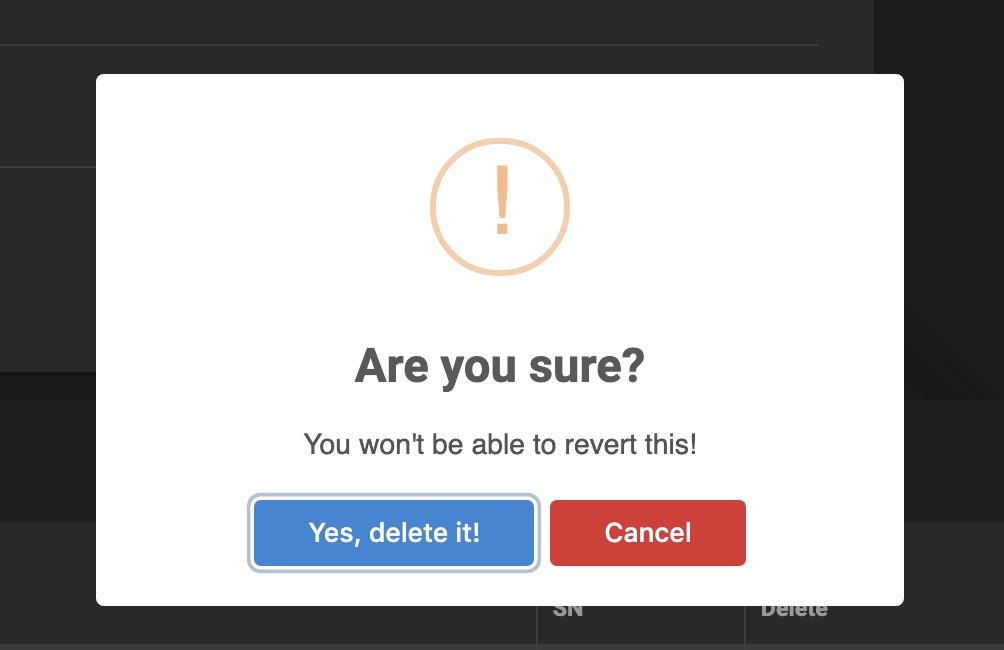 !
Are you sure?
You won't be able to revert this!
Yes, delete it! Cancel
SN Delete